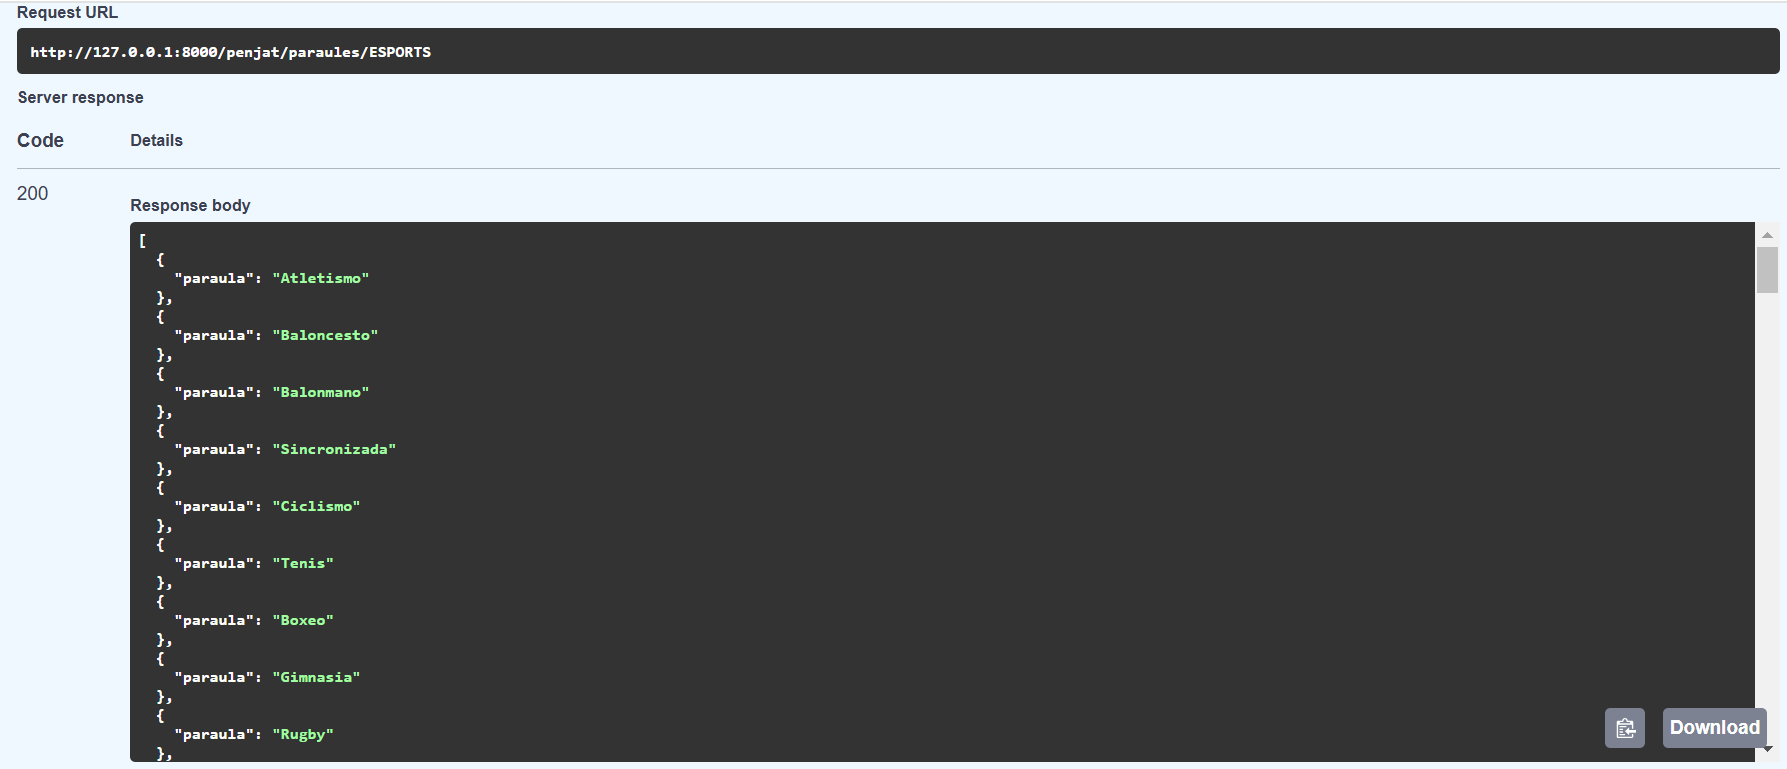 Request URL
http://127.0.0.1:8000/penjat/paraules/ESPORTS
Server response
Code Details
200
Response body
[
{
"paraula": "Atletismo"
},
{
"paraula": "Baloncesto"
},
{
"paraula": "Balonmano"
},
{
"paraula": "Sincronizada"
},
{
"paraula": "Ciclismo"
},
{
"paraula": "Tenis"
},
{
"paraula": "Boxeo"
},
{
"paraula": "Gimnasia"
},
{
"paraula": "Rugby"
},
Download